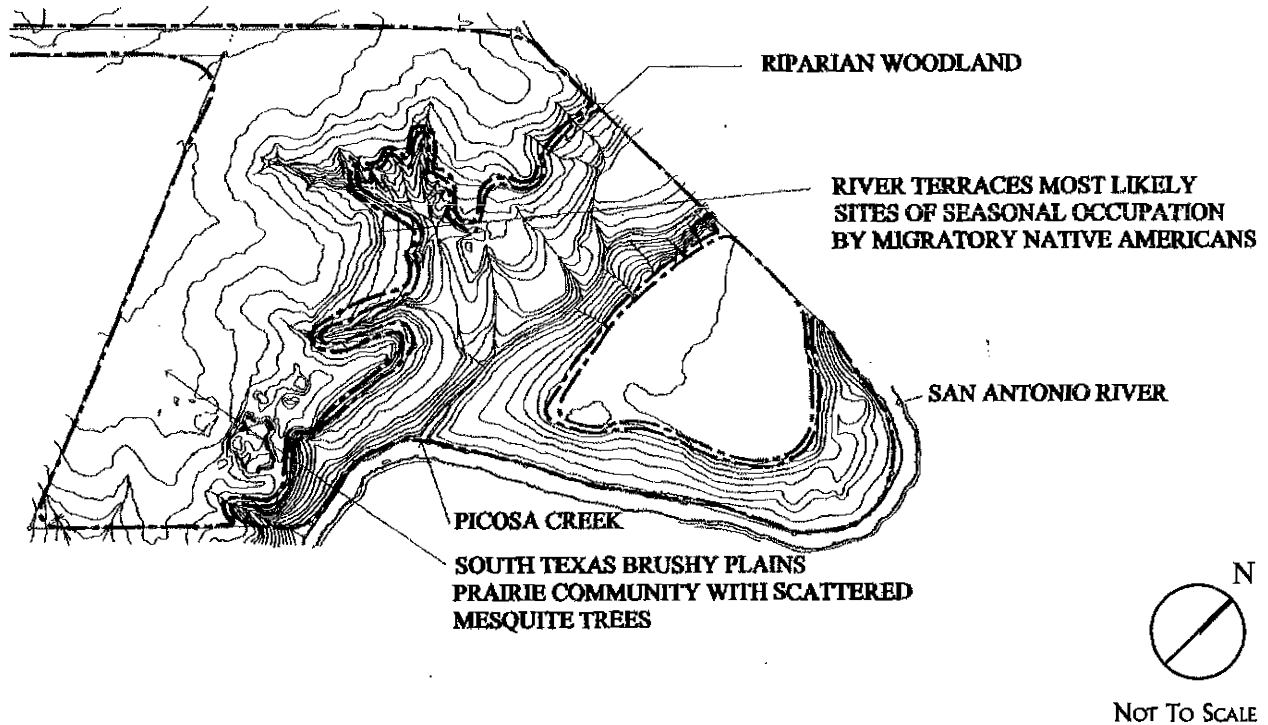 RIPARIAN WOODLAND
RIVER TERRACES MOST LIKELY
SITES OF SEASONAL OCCUPATION
BY MIGRATORY NATIVE AMERICANS
SAN ANTONIO RIVER
PICOSA CREEK
SOUTH TEXAS BRUSHY PLAINS
PRAIRIE COMMUNITY WITH SCATTERED
MESQUITE TREES
N
NOT TO SCALE